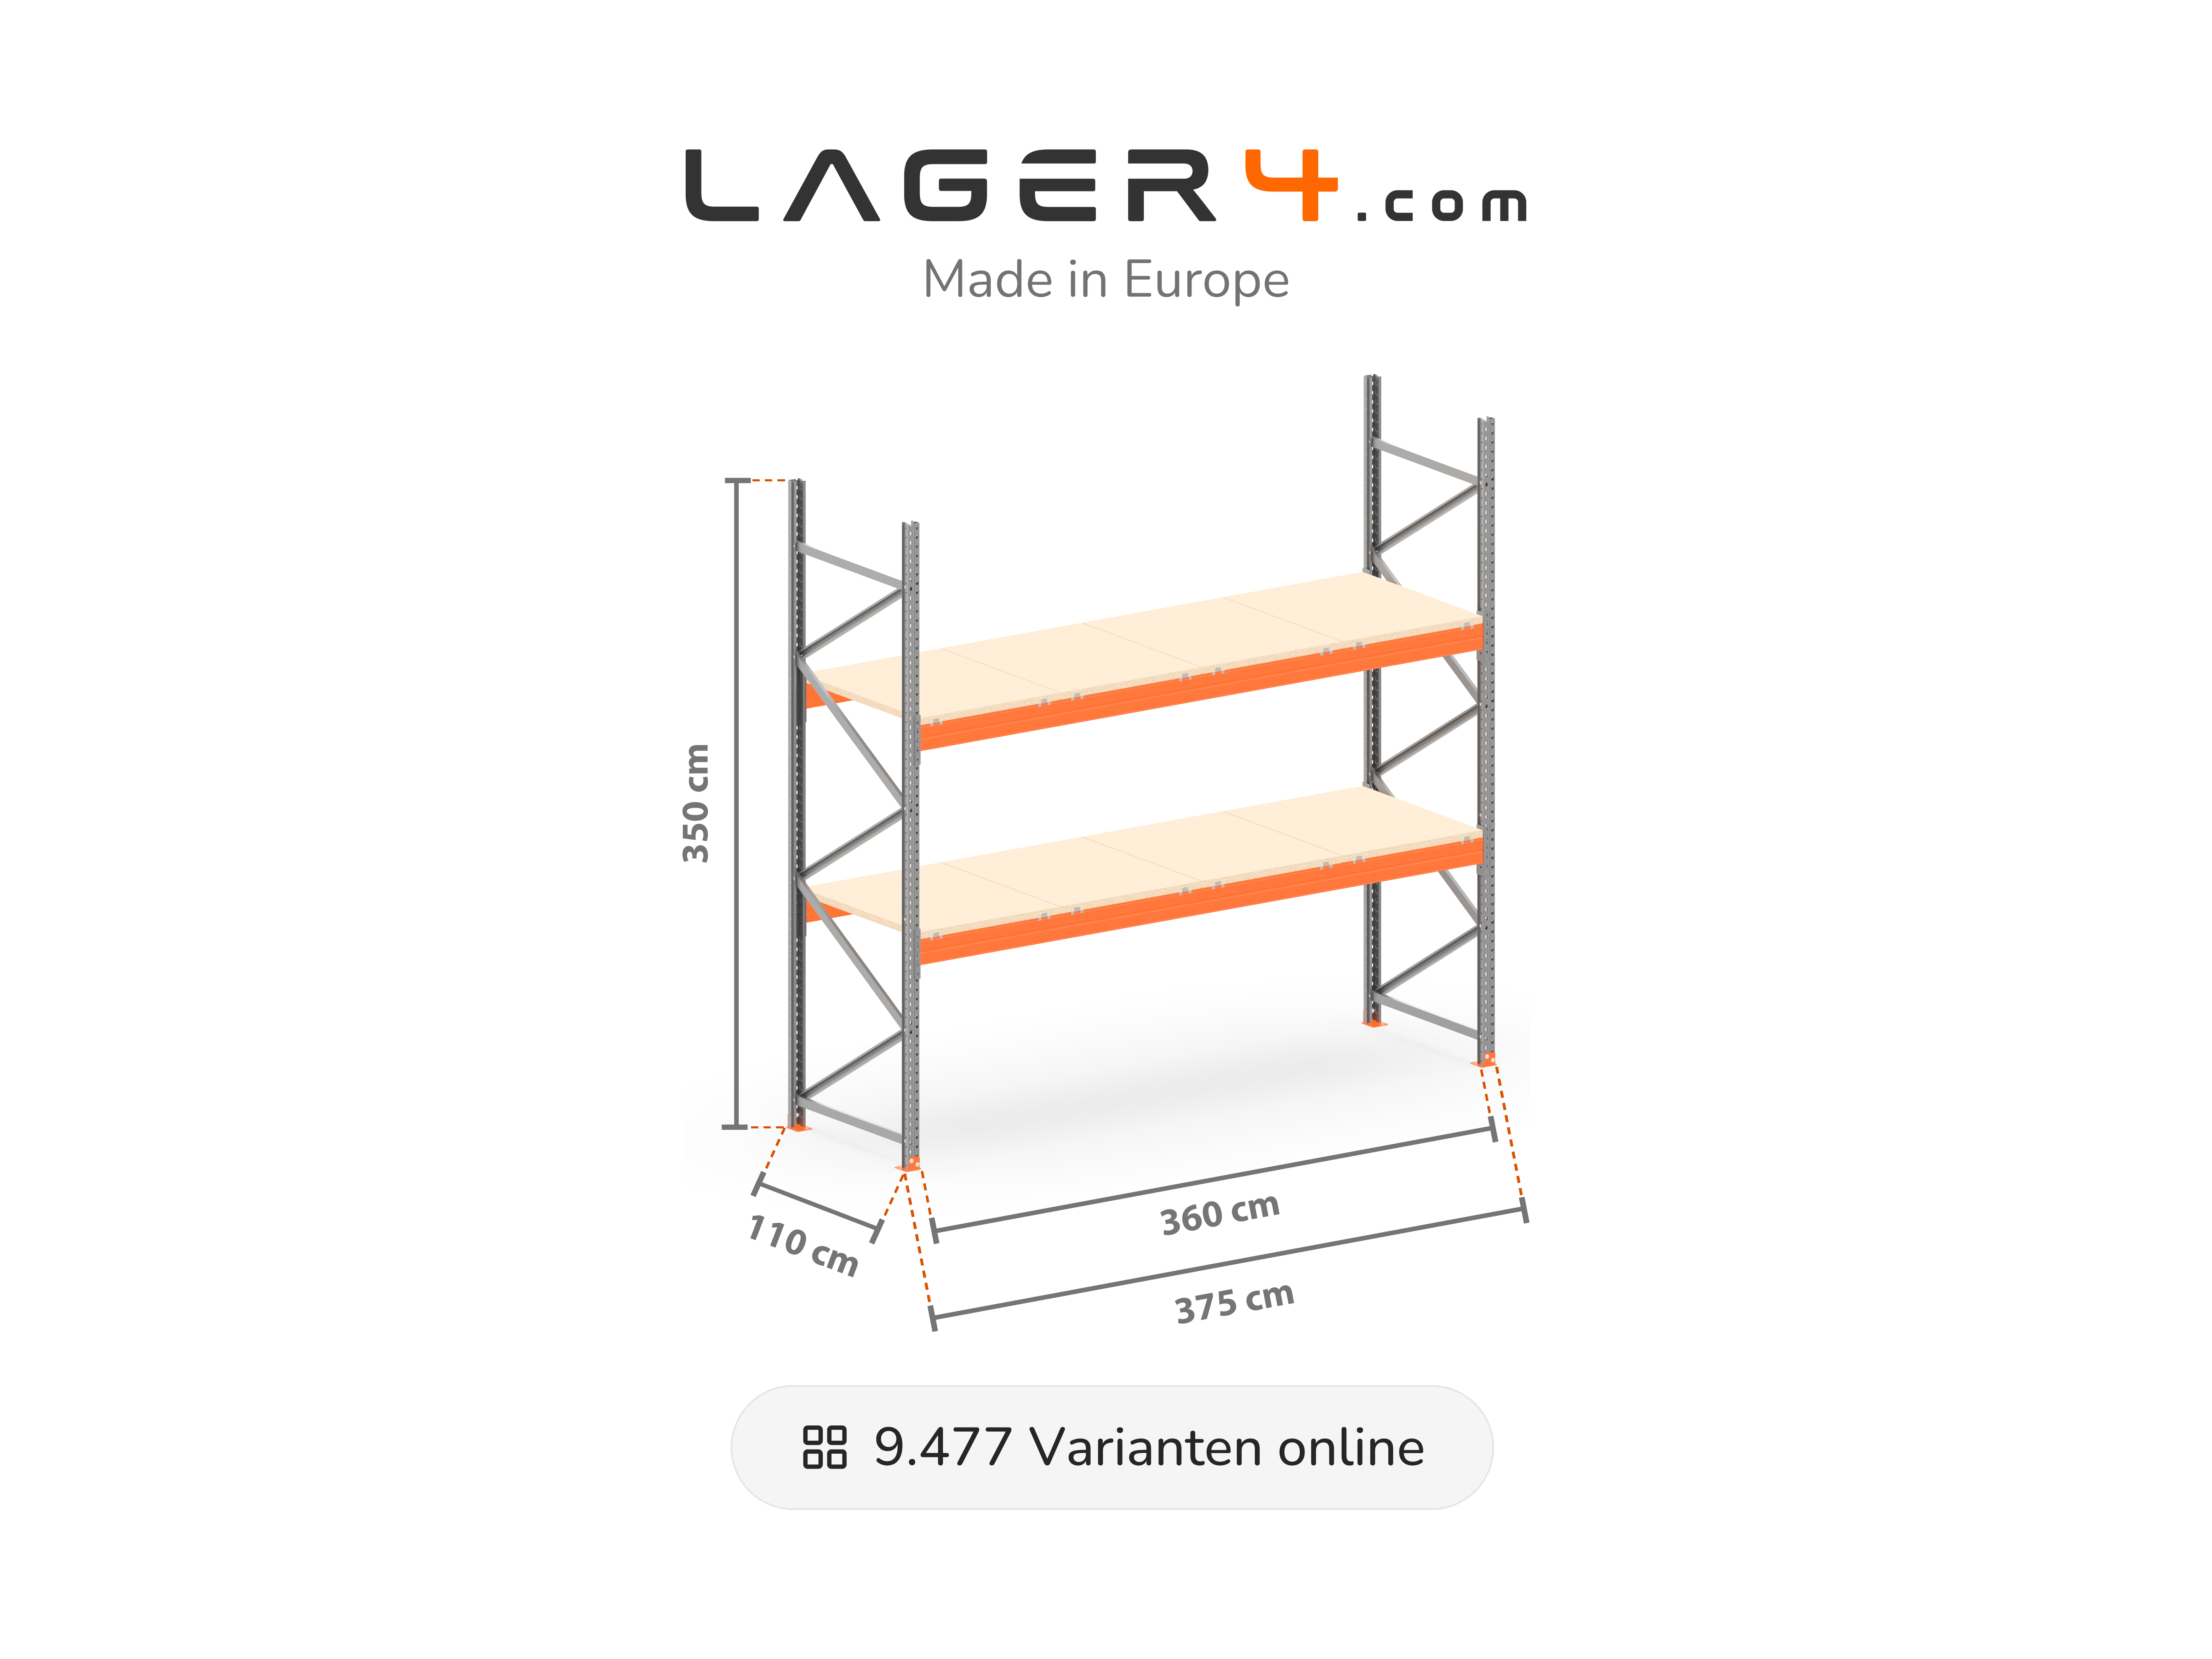 LAGER4.com
Made in Europe
350 cm
110 cm
360 cm
375 cm
9.477 Varianten online